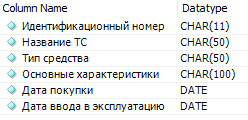 Column Name Datatype
Идентификационный номер CHAR(11)
Название ТС CHAR(50)
Тип средства CHAR(50)
Основные характеристики CHAR(100)
Дата покупки DATE
Дата ввода в эксплуатацию DATE